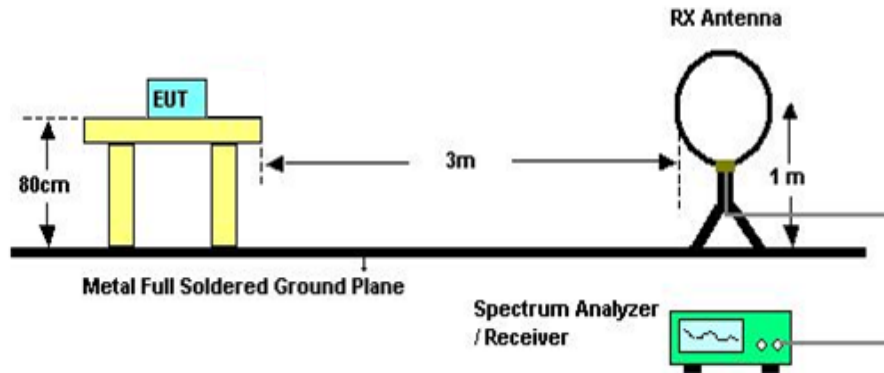 RX Antenna
EUT
80cm
3m
1 m
Metal Full Soldered Ground Plane
Spectrum Analyzer
/ Receiver